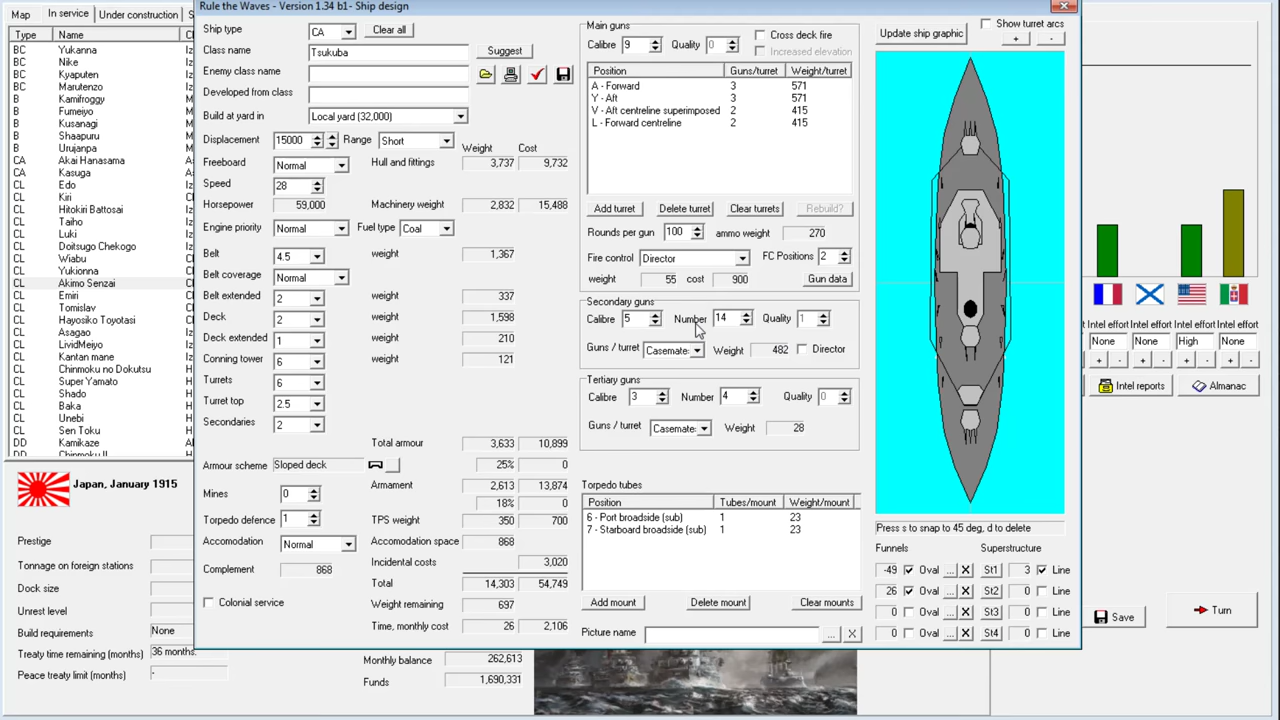 Rule the Waves - Version 1.34 b1- Ship design
Map In service Under construction S
Type Name Cl
BC Yukanna
BC Nike
BC Kyaputen
BC Marutenzo
B Kamifroggy
B Fumeiyo
B Kusanagi
B Shaapuru
B Urujanpa
CA Akai Hanasama
CA Kasuga
CL Edo
CL Kiri
CL Hitokiri Battosai
CL Taiho
CL Luki
CL Doitsugo Chekogo
CL Wiabu
CL Yukionna
CL Akimo Senzai
CL Emiri
CL Tomislav
CL Hayosiko Toyotasi
CL Asagao
CL LividMeijo
CL Kantan mane
CL Chinmoku no Dokutsu
CL Super Yamato
CL Shado
CL Baka
CL Unebi
CL Sen Toku
DD Kamikaze
Japan, January 1915
Prestige
Tonnage on foreign stations
Dock size
Unrest level
Build requirements None
Treaty time remaining (months) 36 months.
Peace treaty limit (months) -
Monthly balance 262,613
Funds 1,690,331
Ship type CA Clear all
Class name Tsukuba Suggest
Enemy class name
Developed from class
Build at yard in Local yard (32,000)
Displacement 15000 Range Short
Weight Cost
Freeboard Normal Hull and fittings 3,737 9,732
Speed 28
Horsepower 59,000 Machinery weight 2,832 15,488
Engine priority Normal Fuel type Coal
Belt 4.5 weight 1,367
Belt coverage Normal
Belt extended 2 weight 337
Deck 2 weight 1,598
Deck extended 1 weight 210
Conning tower 6 weight 121
Turrets 6
Turret top 2.5
Secondaries 2
Total armour 3,633 10,899
Armour scheme Sloped deck 25% 0
Armament 2,613 13,874
Mines 0 18% 0
Torpedo defence 1 TPS weight 350 700
Accomodation Normal Accomodation space 868
Complement 868 Incidental costs 3,020
Total 14,303 54,749
Colonial service Weight remaining 697
Time, monthly cost 26 2,106
Main guns
Calibre 9 Quality 0 Cross deck fire
Increased elevation
Position Guns/turret Weight/turret
A - Forward 3 571
Y - Aft 3 571
V - Aft centreline superimposed 2 415
L - Forward centreline 2 415
Add turret Delete turret Clear turrets Rebuild?
Rounds per gun 100 ammo weight 270
Fire control Director FC Positions 2
weight 55 cost 900 Gun data
Secondary guns
Calibre 5 Number 14 Quality 1
Guns / turret Casemate: Weight 482 Director
Tertiary guns
Calibre 3 Number 4 Quality 0
Guns / turret Casemate: Weight 28
Torpedo tubes
Position Tubes/mount Weight/mount
6 - Port broadside (sub) 1 23
7 - Starboard broadside (sub) 1 23
Add mount Delete mount Clear mounts
Picture name ... X
Update ship graphic Show turret arcs
+ -
Press s to snap to 45 deg, d to delete
Funnels Superstructure
-49 Oval ... X St1 3 Line
26 Oval ... X St2 0 Line
0 Oval ... X St3 0 Line
0 Oval ... X St4 0 Line
Intel effort Intel effort Intel effort
None None High None
+ - + - + - + -
Intel reports Almanac
Save Turn